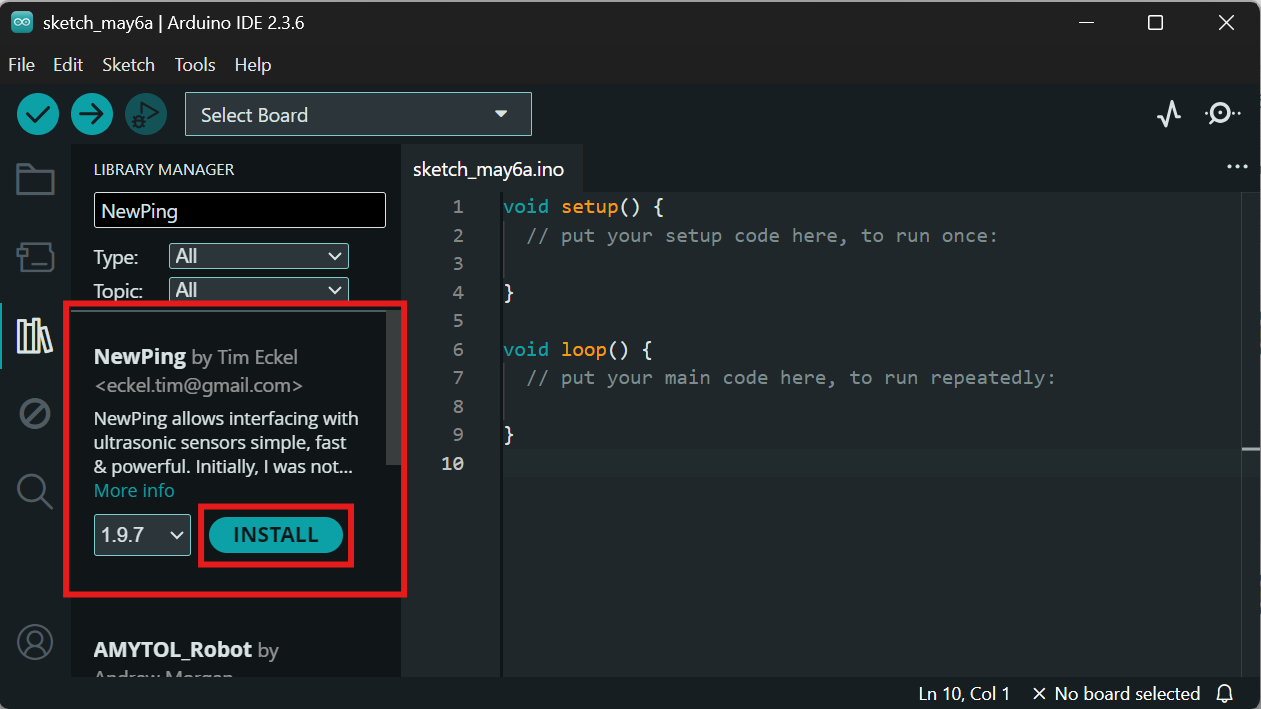 sketch_may6a | Arduino IDE 2.3.6
File Edit Sketch Tools Help
Select Board
LIBRARY MANAGER
NewPing
Type: All
Topic: All
NewPing by Tim Eckel
<eckel.tim@gmail.com>
NewPing allows interfacing with
ultrasonic sensors simple, fast
& powerful. Initially, I was not...
More info
1.9.7 INSTALL
AMYTOL_Robot by
Andrew Morgan
sketch_may6a.ino
1 void setup() {
2 // put your setup code here, to run once:
3
4 }
5
6 void loop() {
7 // put your main code here, to run repeatedly:
8
9 }
10
Ln 10, Col 1 No board selected